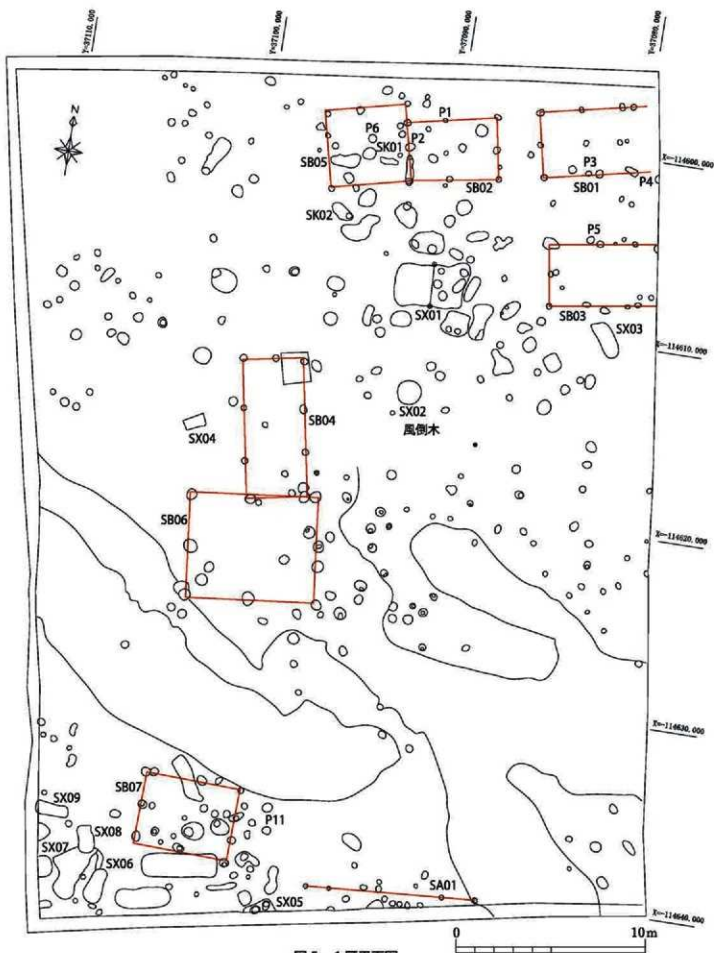 Y=37110,000
Y=37100,000
Y=37090,000
Y=37080,000
N
P1
P6
P2
SK01
SB05
SB02
P3
SB01
P4
X=-114600,000
SK02
P5
SX01
SB03
SX03
X=-114610,000
SB04
SX04
SX02
風倒木
SB06
X=-114620,000
X=-114630,000
SB07
SX09
P11
SX08
SX07
SX06
SA01
SX05
X=-114640,000
0
10m